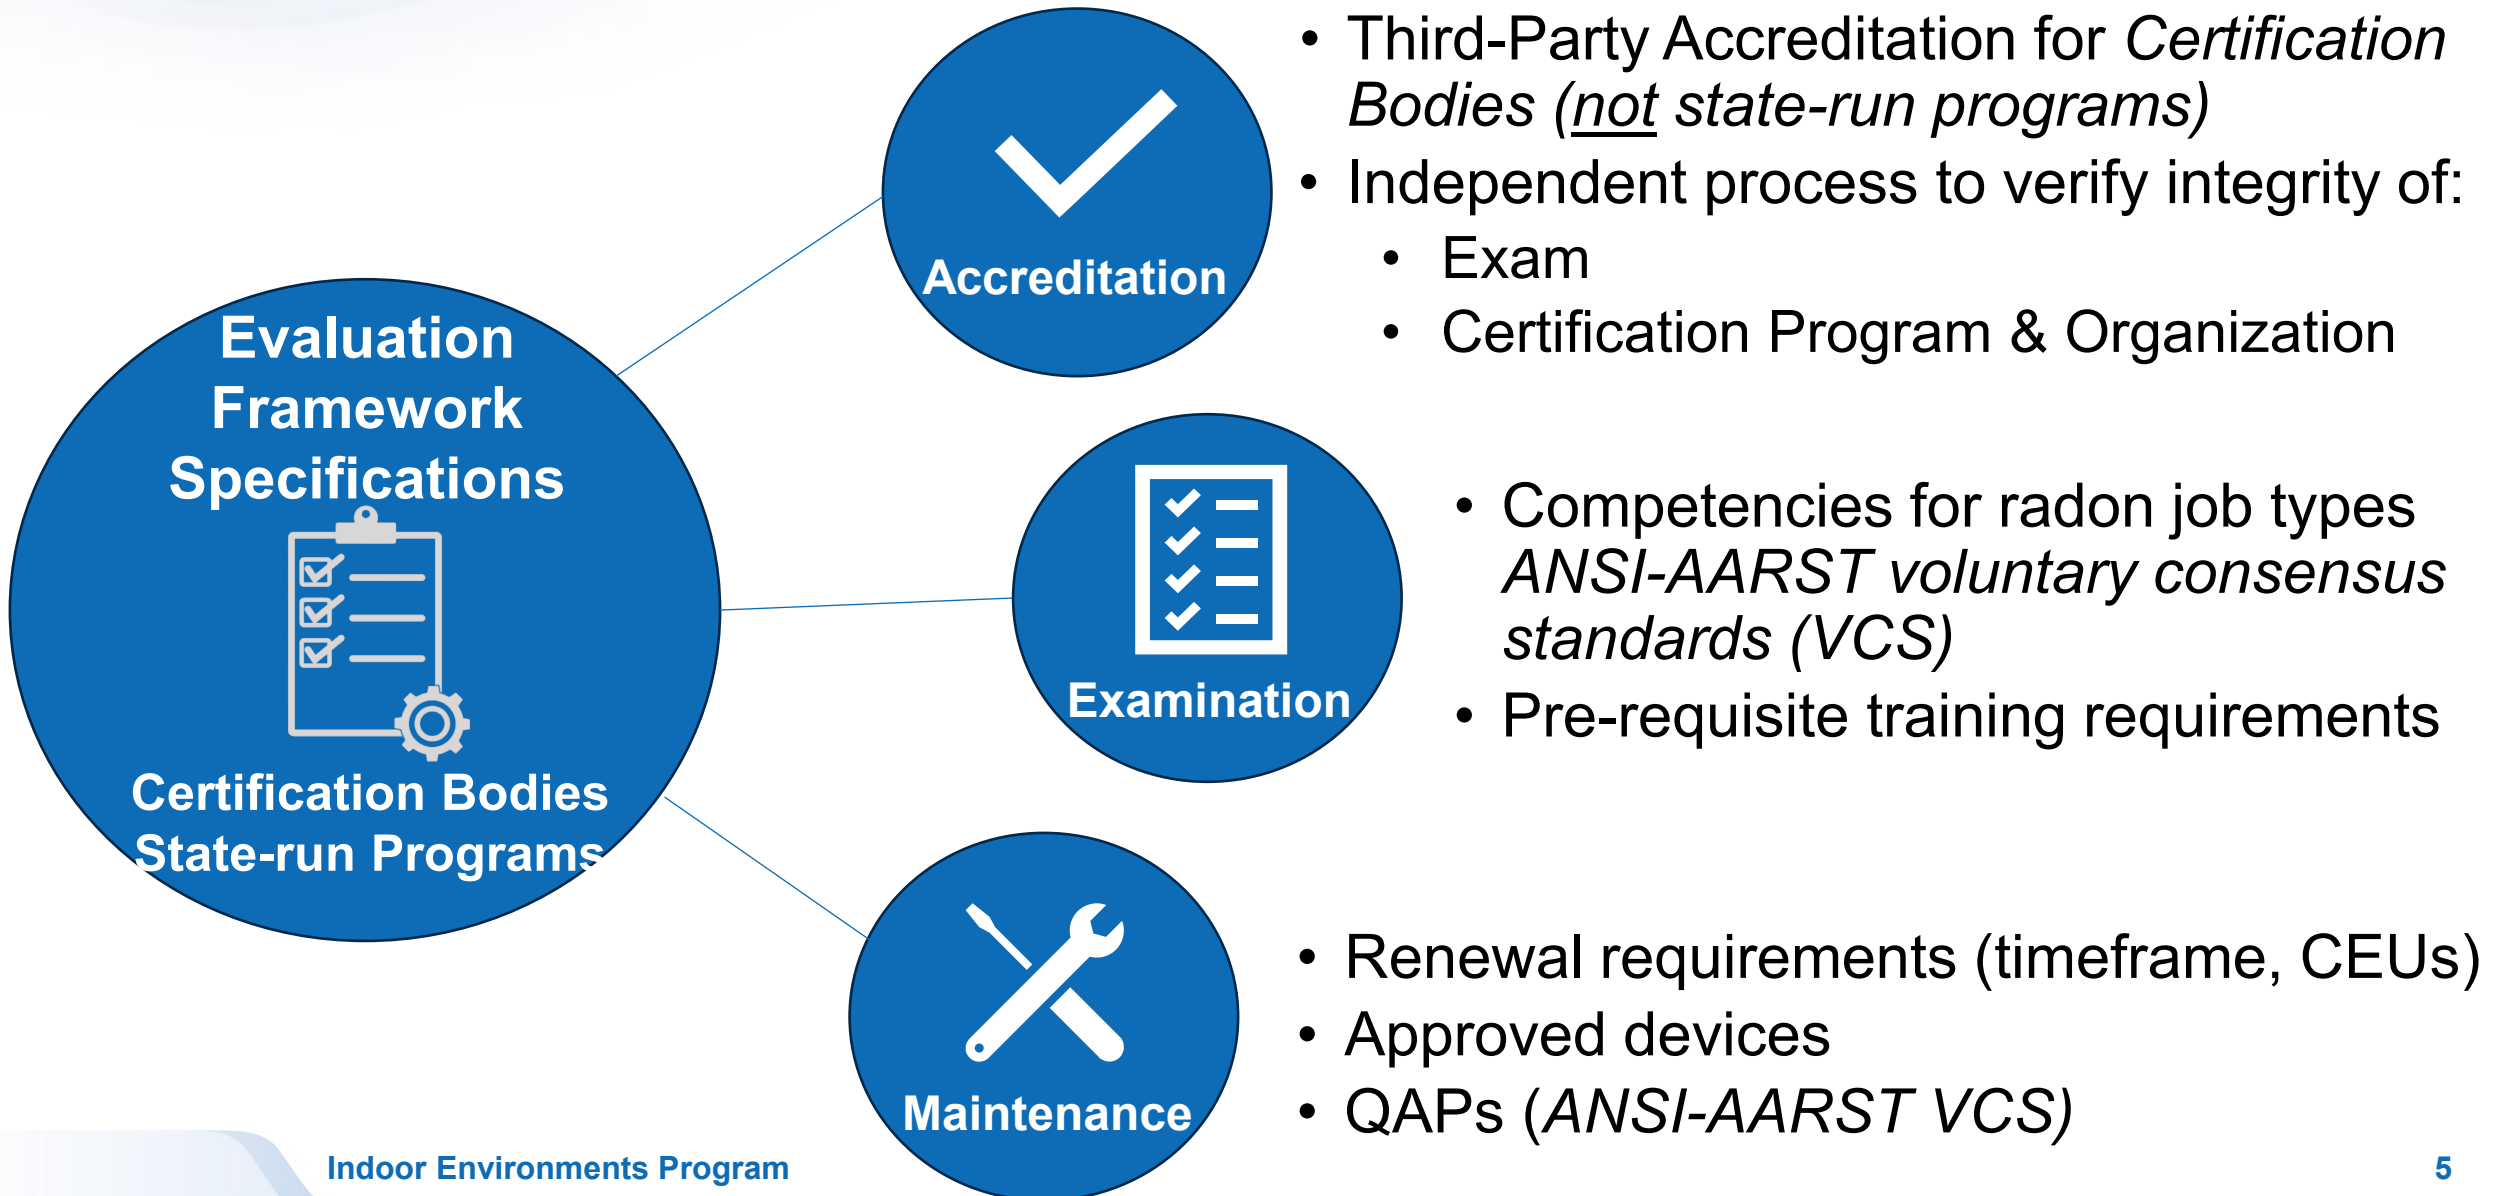 Evaluation
Framework
Specifications
Certification Bodies
State-run Programs
Accreditation
• Third-Party Accreditation for Certification
Bodies (not state-run programs)
• Independent process to verify integrity of:
• Exam
• Certification Program & Organization
Examination
• Competencies for radon job types
ANSI-AARST voluntary consensus
standards (VCS)
• Pre-requisite training requirements
Maintenance
• Renewal requirements (timeframe, CEUs)
• Approved devices
• QAPs (ANSI-AARST VCS)
Indoor Environments Program
5